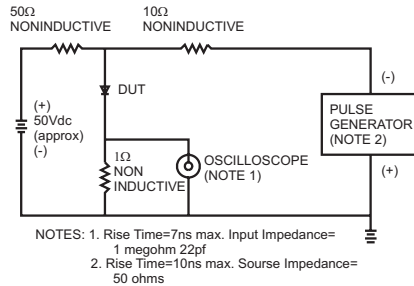 50Ω
NONINDUCTIVE
10Ω
NONINDUCTIVE
DUT
(+)
50Vdc
(approx)
(-)
1Ω
NON
INDUCTIVE
OSCILLOSCOPE
(NOTE 1)
(-)
PULSE
GENERATOR
(NOTE 2)
(+)
NOTES: 1. Rise Time=7ns max. Input Impedance=
1 megohm 22pf
2. Rise Time=10ns max. Sourse Impedance=
50 ohms